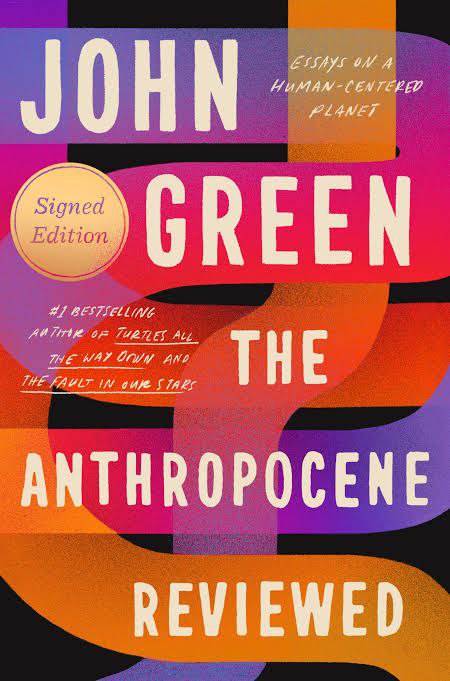 JOHN
ESSAYS ON A
HUMAN-CENTERED
PLANET
Signed
Edition
GREEN
#1 BESTSELLING
AUTHOR OF TURTLES ALL
THE WAY DOWN AND
THE FAULT IN OUR STARS
THE
ANTHROPOCENE
REVIEWED